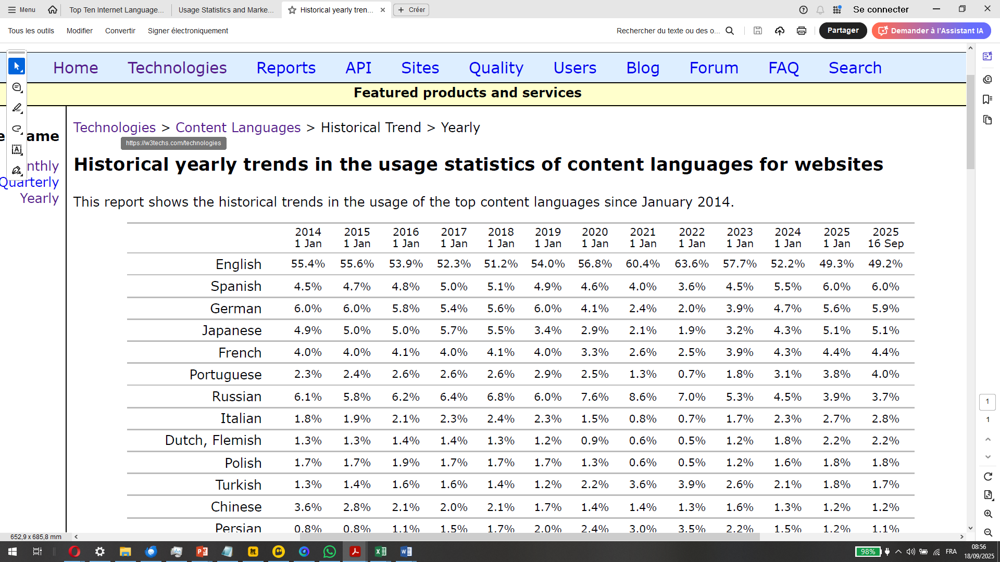 Menu
Top Ten Internet Language...
Usage Statistics and Marke...
Historical yearly tren...
Créer
Se connecter
Tous les outils Modifier Convertir Signer électroniquement
Rechercher du texte ou des o...
Partager
Demander à l'Assistant IA
Home Technologies Reports API Sites Quality Users Blog Forum FAQ Search
Featured products and services
Technologies > Content Languages > Historical Trend > Yearly
https://w3techs.com/technologies
ame
nthly
Quarterly
Yearly
Historical yearly trends in the usage statistics of content languages for websites
This report shows the historical trends in the usage of the top content languages since January 2014.
2014 2015 2016 2017 2018 2019 2020 2021 2022 2023 2024 2025 2025
1 Jan 1 Jan 1 Jan 1 Jan 1 Jan 1 Jan 1 Jan 1 Jan 1 Jan 1 Jan 1 Jan 1 Jan 16 Sep
English 55.4% 55.6% 53.9% 52.3% 51.2% 54.0% 56.8% 60.4% 63.6% 57.7% 52.2% 49.3% 49.2%
Spanish 4.5% 4.7% 4.8% 5.0% 5.1% 4.9% 4.6% 4.0% 3.6% 4.5% 5.5% 6.0% 6.0%
German 6.0% 6.0% 5.8% 5.4% 5.6% 6.0% 4.1% 2.4% 2.0% 3.9% 4.7% 5.6% 5.9%
Japanese 4.9% 5.0% 5.0% 5.7% 5.5% 3.4% 2.9% 2.1% 1.9% 3.2% 4.3% 5.1% 5.1%
French 4.0% 4.0% 4.1% 4.0% 4.1% 4.0% 3.3% 2.6% 2.5% 3.9% 4.3% 4.4% 4.4%
Portuguese 2.3% 2.4% 2.6% 2.6% 2.6% 2.9% 2.5% 1.3% 0.7% 1.8% 3.1% 3.8% 4.0%
Russian 6.1% 5.8% 6.2% 6.4% 6.8% 6.0% 7.6% 8.6% 7.0% 5.3% 4.5% 3.9% 3.7%
Italian 1.8% 1.9% 2.1% 2.3% 2.4% 2.3% 1.5% 0.8% 0.7% 1.7% 2.3% 2.7% 2.8%
Dutch, Flemish 1.3% 1.3% 1.4% 1.4% 1.3% 1.2% 0.9% 0.6% 0.5% 1.2% 1.8% 2.2% 2.2%
Polish 1.7% 1.7% 1.9% 1.7% 1.7% 1.7% 1.3% 0.6% 0.5% 1.2% 1.6% 1.8% 1.8%
Turkish 1.3% 1.4% 1.6% 1.6% 1.4% 1.2% 2.2% 3.6% 3.9% 2.6% 2.1% 1.8% 1.7%
Chinese 3.6% 2.8% 2.1% 2.0% 2.1% 1.7% 1.4% 1.4% 1.3% 1.6% 1.3% 1.2% 1.2%
Persian 0.8% 0.8% 1.1% 1.5% 1.7% 2.0% 2.4% 3.0% 3.5% 2.2% 1.5% 1.2% 1.1%
1
1
652,9 x 685,8 mm
98%
FRA
08:56
18/09/2025